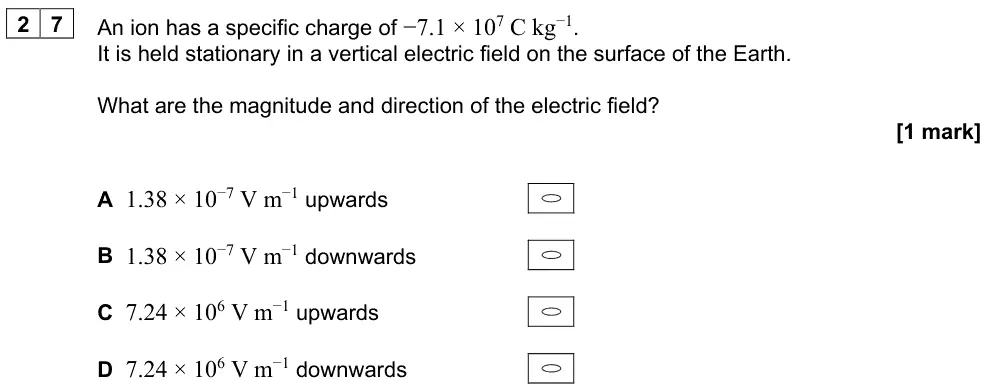 2 7 An ion has a specific charge of −7.1 × 10⁷ C kg⁻¹.
It is held stationary in a vertical electric field on the surface of the Earth.
What are the magnitude and direction of the electric field?
[1 mark]
A 1.38 × 10⁻⁷ V m⁻¹ upwards
B 1.38 × 10⁻⁷ V m⁻¹ downwards
C 7.24 × 10⁶ V m⁻¹ upwards
D 7.24 × 10⁶ V m⁻¹ downwards